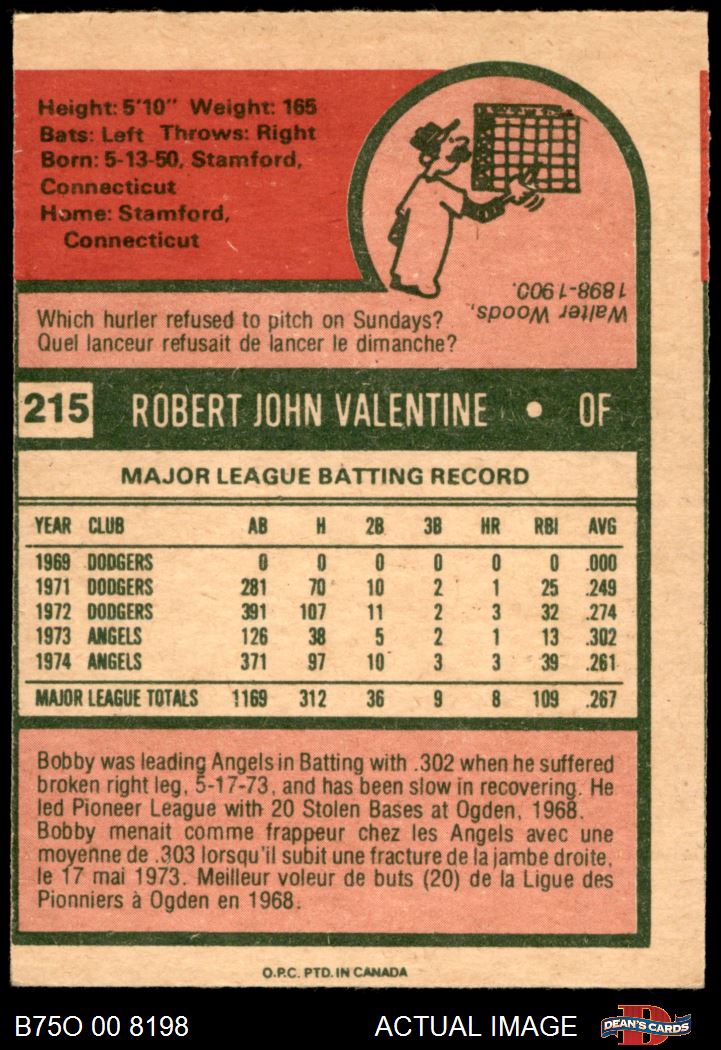 Height: 5'10" Weight: 165
Bats: Left Throws: Right
Born: 5-13-50, Stamford,
Connecticut
Home: Stamford,
Connecticut
Walter Woods,
1898-1900.
Which hurler refused to pitch on Sundays?
Quel lanceur refusait de lancer le dimanche?
215 ROBERT JOHN VALENTINE • OF
MAJOR LEAGUE BATTING RECORD
YEAR CLUB AB H 2B 3B HR RBI AVG
1969 DODGERS 0 0 0 0 0 0 .000
1971 DODGERS 281 70 10 2 1 25 .249
1972 DODGERS 391 107 11 2 3 32 .274
1973 ANGELS 126 38 5 2 1 13 .302
1974 ANGELS 371 97 10 3 3 39 .261
MAJOR LEAGUE TOTALS 1169 312 36 9 8 109 .267
Bobby was leading Angels in Batting with .302 when he suffered
broken right leg, 5-17-73, and has been slow in recovering. He
led Pioneer League with 20 Stolen Bases at Ogden, 1968.
Bobby menait comme frappeur chez les Angels avec une
moyenne de .303 lorsqu'il subit une fracture de la jambe droite,
le 17 mai 1973. Meilleur voleur de buts (20) de la Ligue des
Pionniers à Ogden en 1968.
O.P.C. PTD. IN CANADA
B75O 00 8198 ACTUAL IMAGE D DEAN'S CARDS